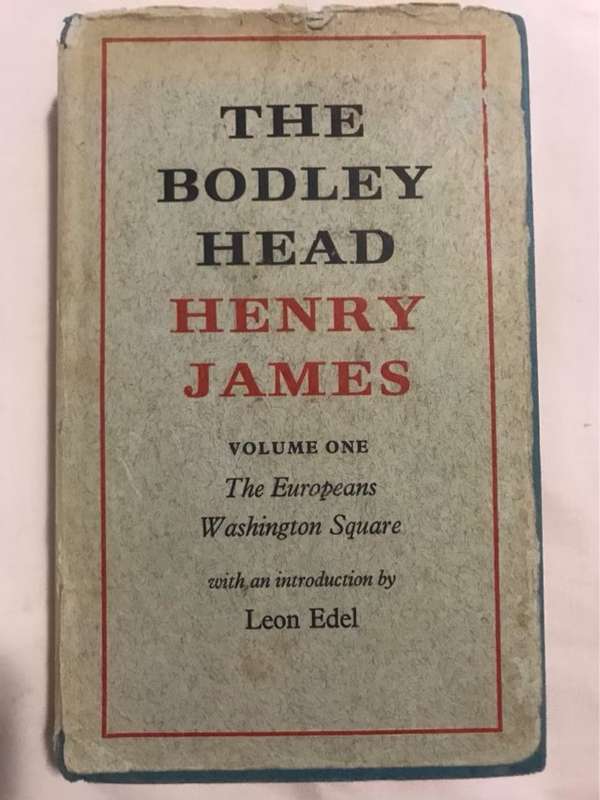 THE
BODLEY
HEAD
HENRY
JAMES
VOLUME ONE
The Europeans
Washington Square
with an introduction by
Leon Edel